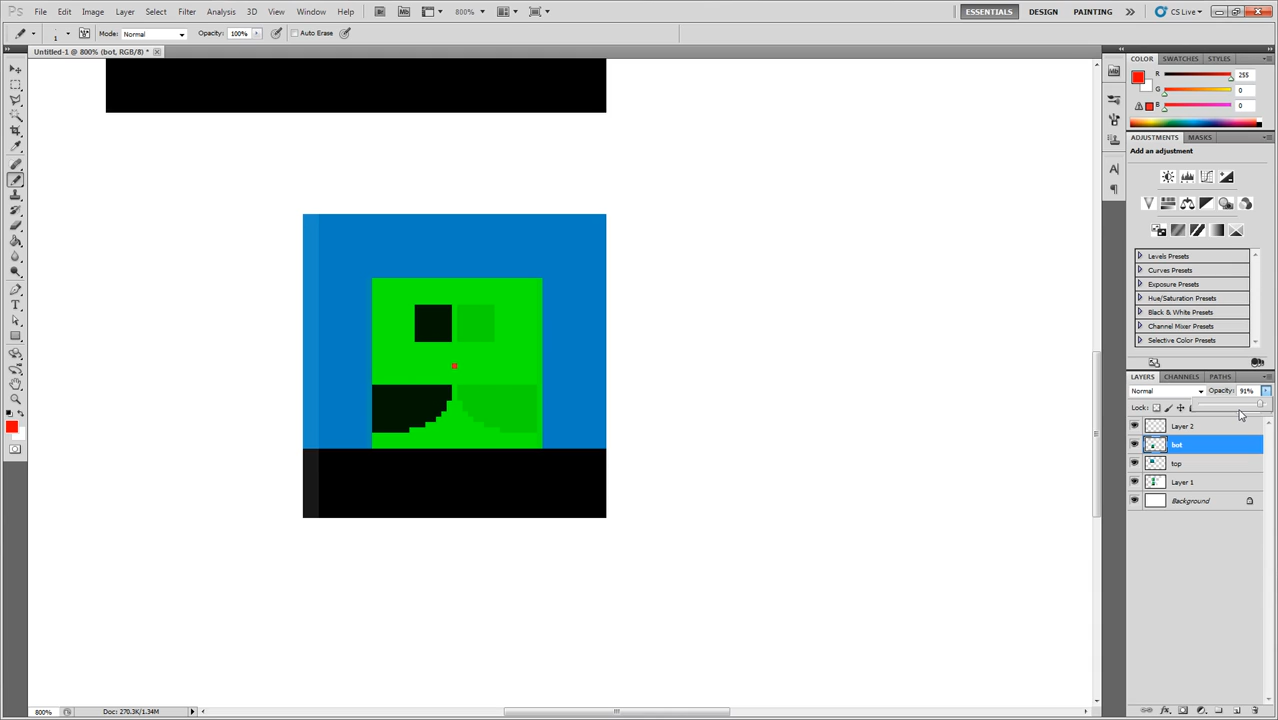 Ps File Edit Image Layer Select Filter Analysis 3D View Window Help Mb 800% ESSENTIALS DESIGN PAINTING CS Live
1 Mode: Normal Opacity: 100% Auto Erase
Untitled-1 @ 800% (bot, RGB/8) *
COLOR SWATCHES STYLES
R 255
G 0
B 0
ADJUSTMENTS MASKS
Add an adjustment
Levels Presets
Curves Presets
Exposure Presets
Hue/Saturation Presets
Black & White Presets
Channel Mixer Presets
Selective Color Presets
LAYERS CHANNELS PATHS
Normal Opacity: 91%
Lock:
Layer 2
bot
top
Layer 1
Background
800% Doc: 270.3K/1.34M